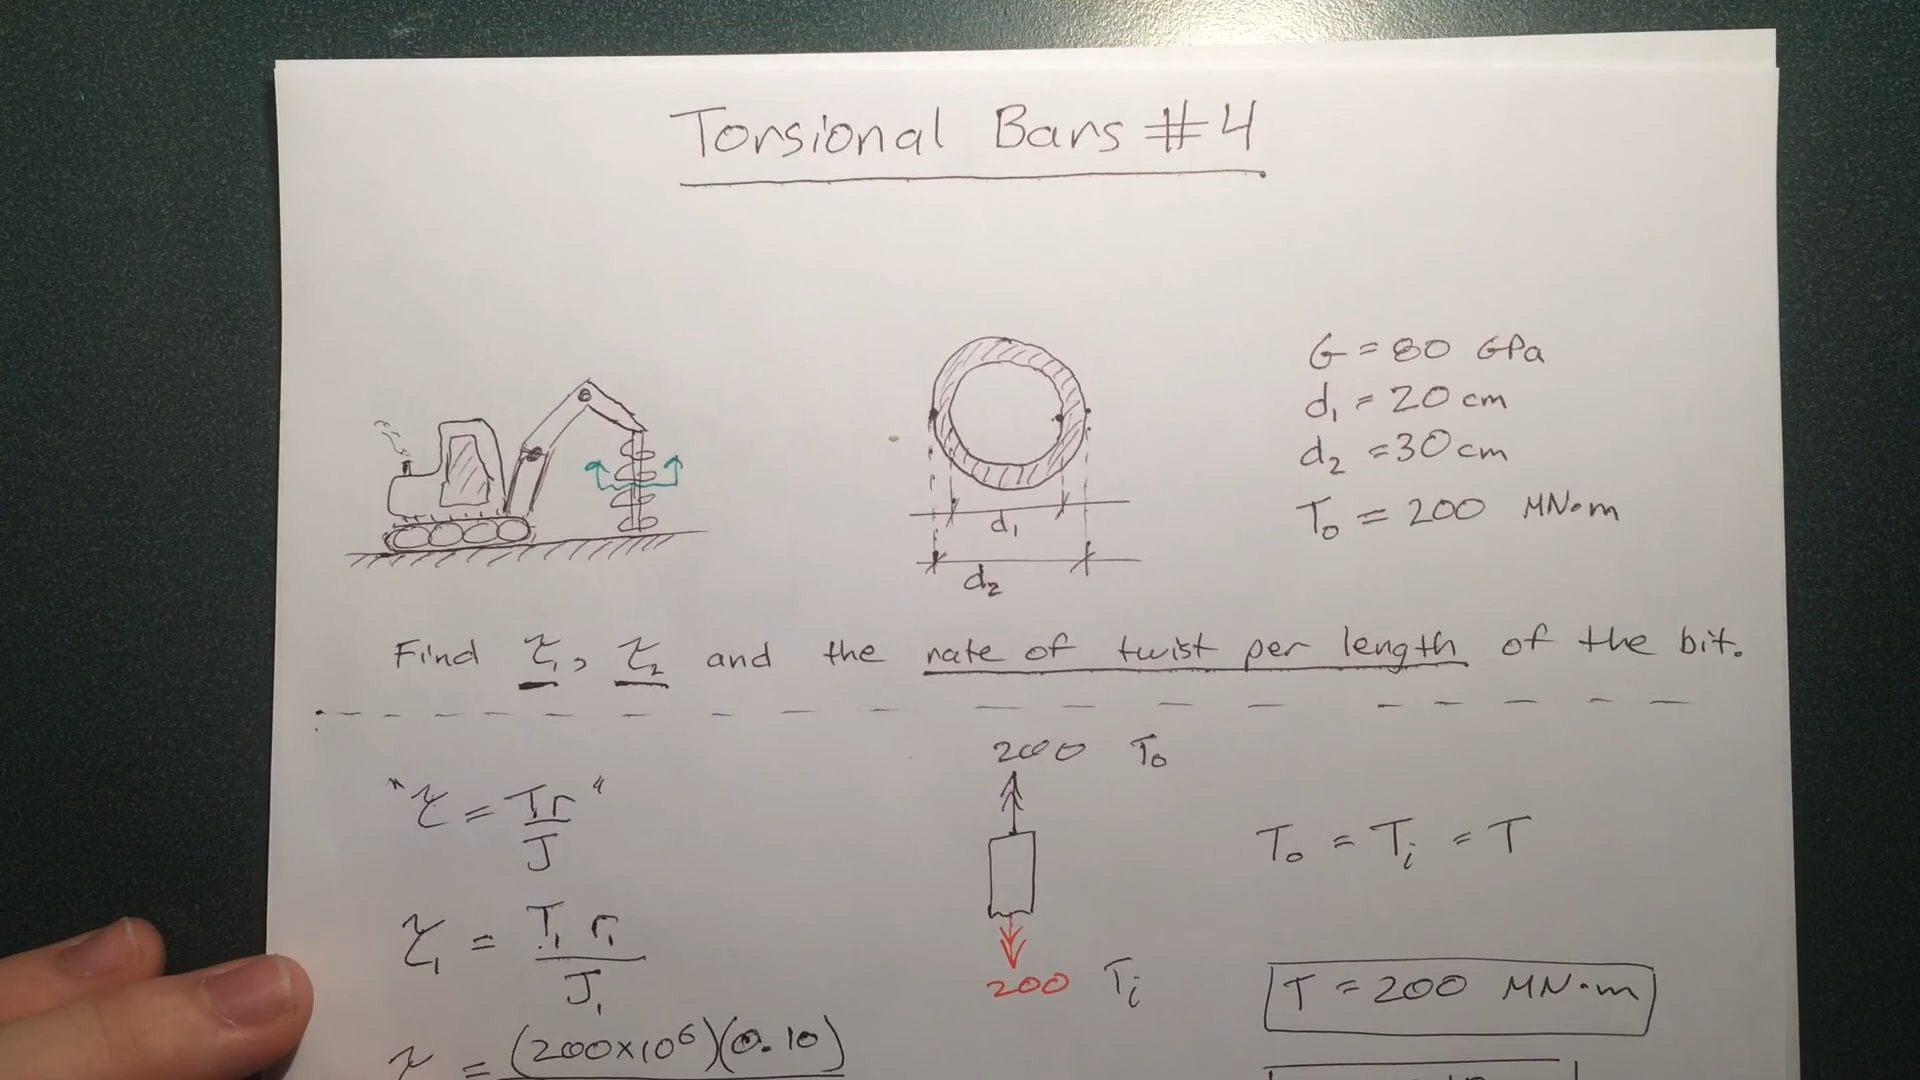 Torsional Bars #4
G = 80 GPa
d₁ = 20 cm
d₂ = 30 cm
T₀ = 200 MN·m
d₁
d₂
Find τ₁, τ₂ and the rate of twist per length of the bit.
"τ = Tr/J"
200 T₀
T₀ = Tᵢ = T
τ₁ = T₁ r₁/J₁
200 Tᵢ
T = 200 MN·m
τ = (200×10⁶)(0.10)